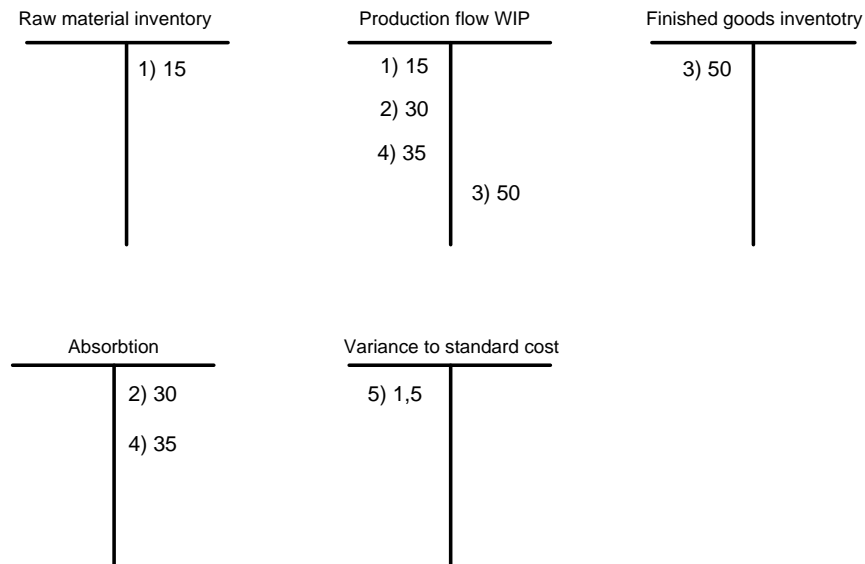 Raw material inventory
Production flow WIP
Finished goods inventotry
1) 15
1) 15
3) 50
2) 30
4) 35
3) 50
Absorbtion
Variance to standard cost
2) 30
5) 1,5
4) 35